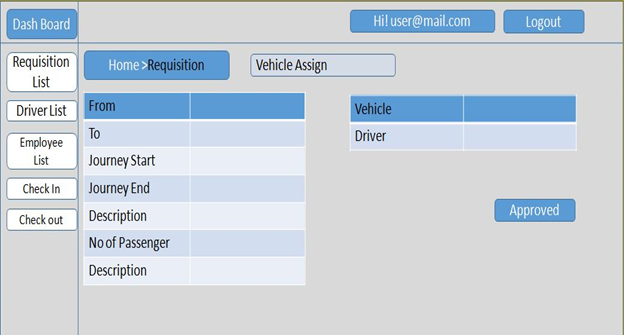 Dash Board
Hi! user@mail.com
Logout
Requisition
List
Driver List
Employee
List
Check In
Check out
Home >Requisition
Vehicle Assign
From
To
Journey Start
Journey End
Description
No of Passenger
Description
Vehicle
Driver
Approved